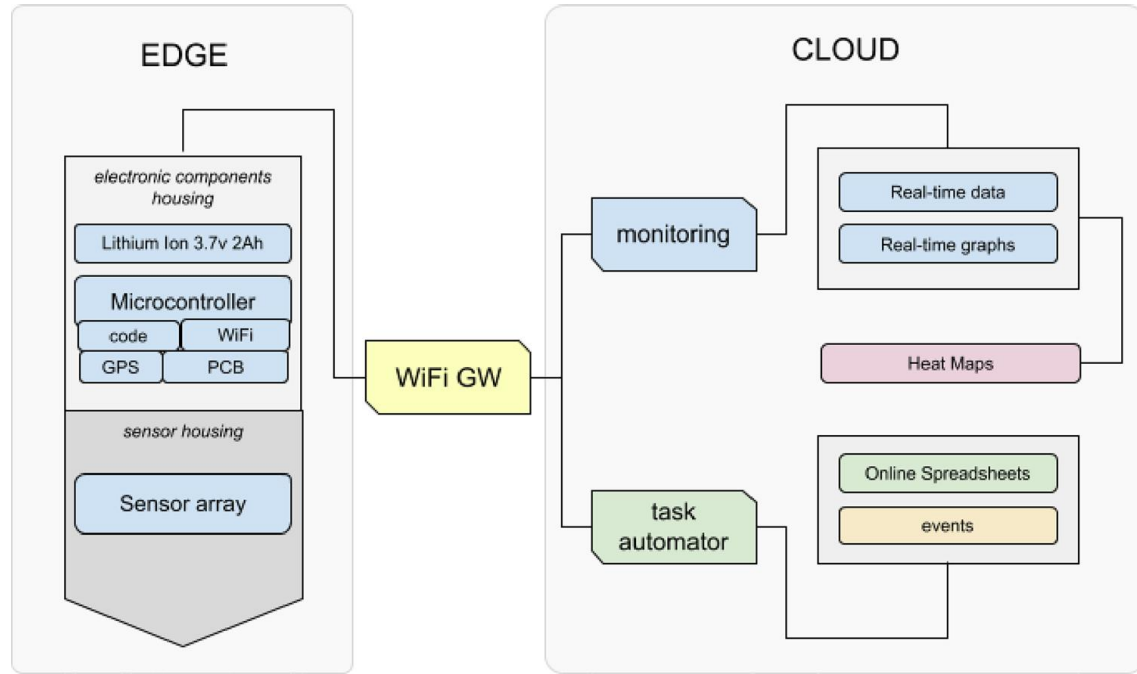 EDGE
electronic components
housing
Lithium Ion 3.7v 2Ah
Microcontroller
code
WiFi
GPS
PCB
sensor housing
Sensor array
WiFi GW
CLOUD
monitoring
Real-time data
Real-time graphs
Heat Maps
task
automator
Online Spreadsheets
events